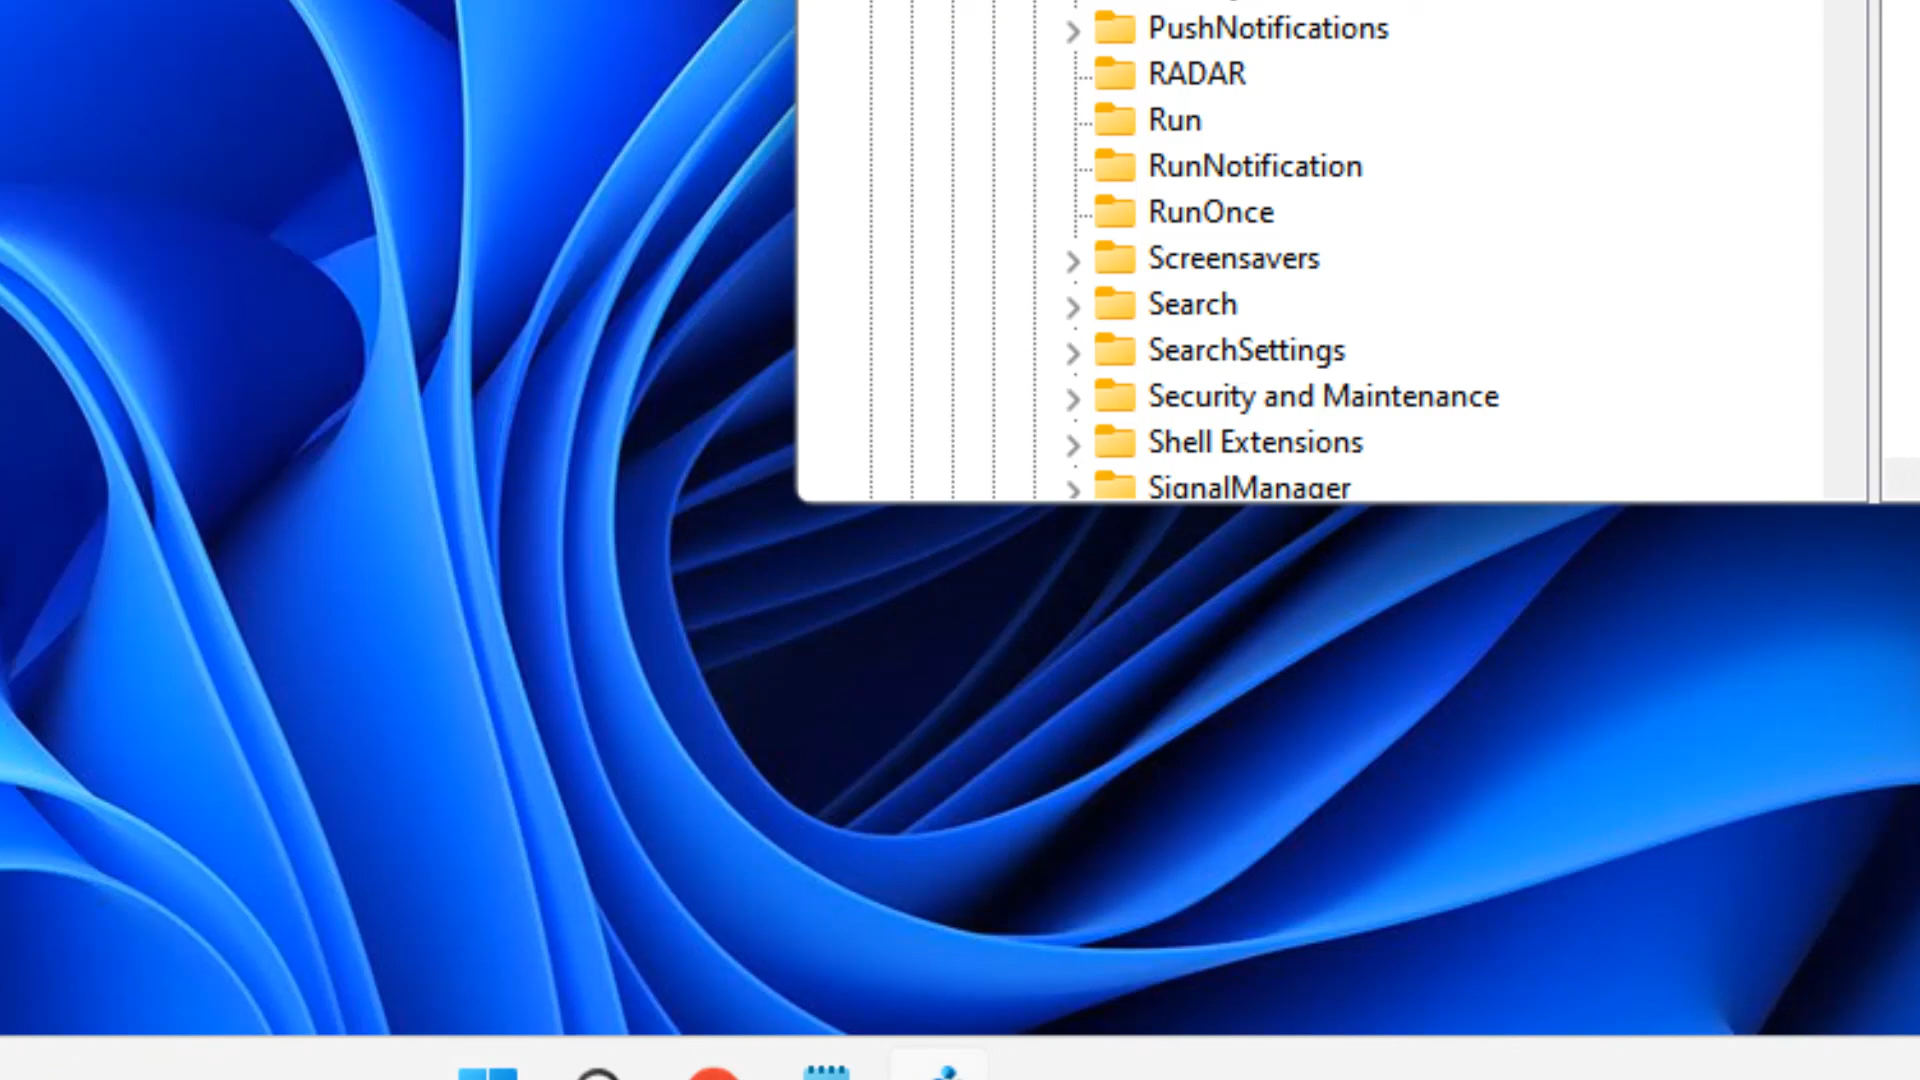 PushNotifications
RADAR
Run
RunNotification
RunOnce
Screensavers
Search
SearchSettings
Security and Maintenance
Shell Extensions
SignalManager